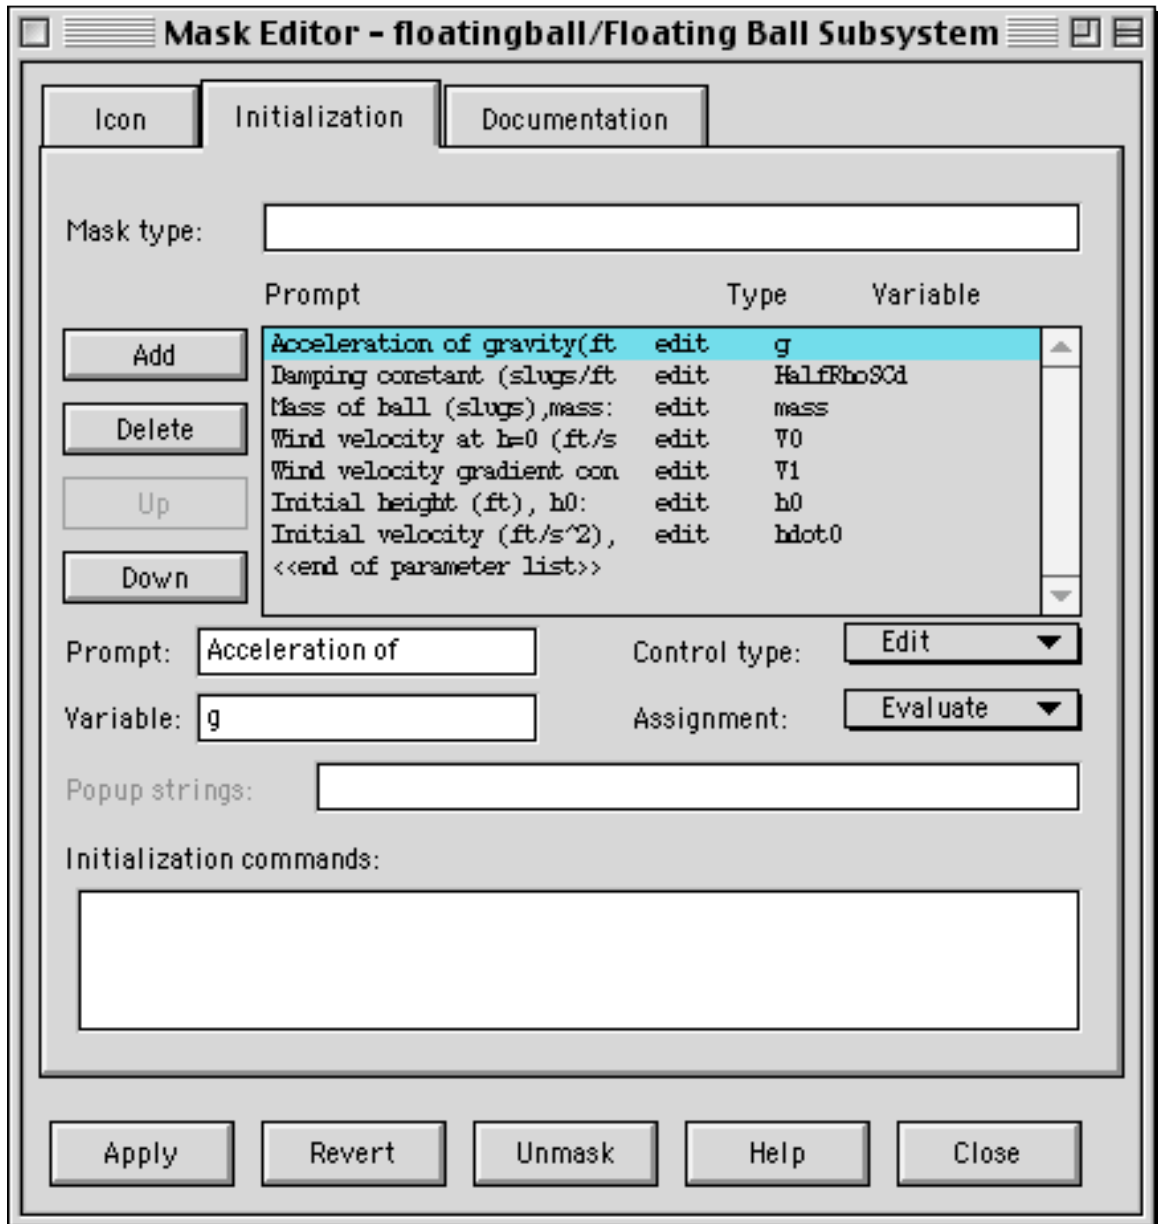 Mask Editor - floatingball/Floating Ball Subsystem
Icon Initialization Documentation
Mask type:
Prompt Type Variable
Add
Acceleration of gravity(ft edit g
Damping constant (slugs/ft edit HalfRhoSCd
Delete
Mass of ball (slugs),mass: edit mass
Wind velocity at h=0 (ft/s edit V0
Wind velocity gradient con edit V1
Up
Initial height (ft), h0: edit h0
Initial velocity (ft/s^2), edit hdot0
Down
<<end of parameter list>>
Prompt: Acceleration of Control type: Edit
Variable: g Assignment: Evaluate
Popup strings:
Initialization commands:
Apply Revert Unmask Help Close